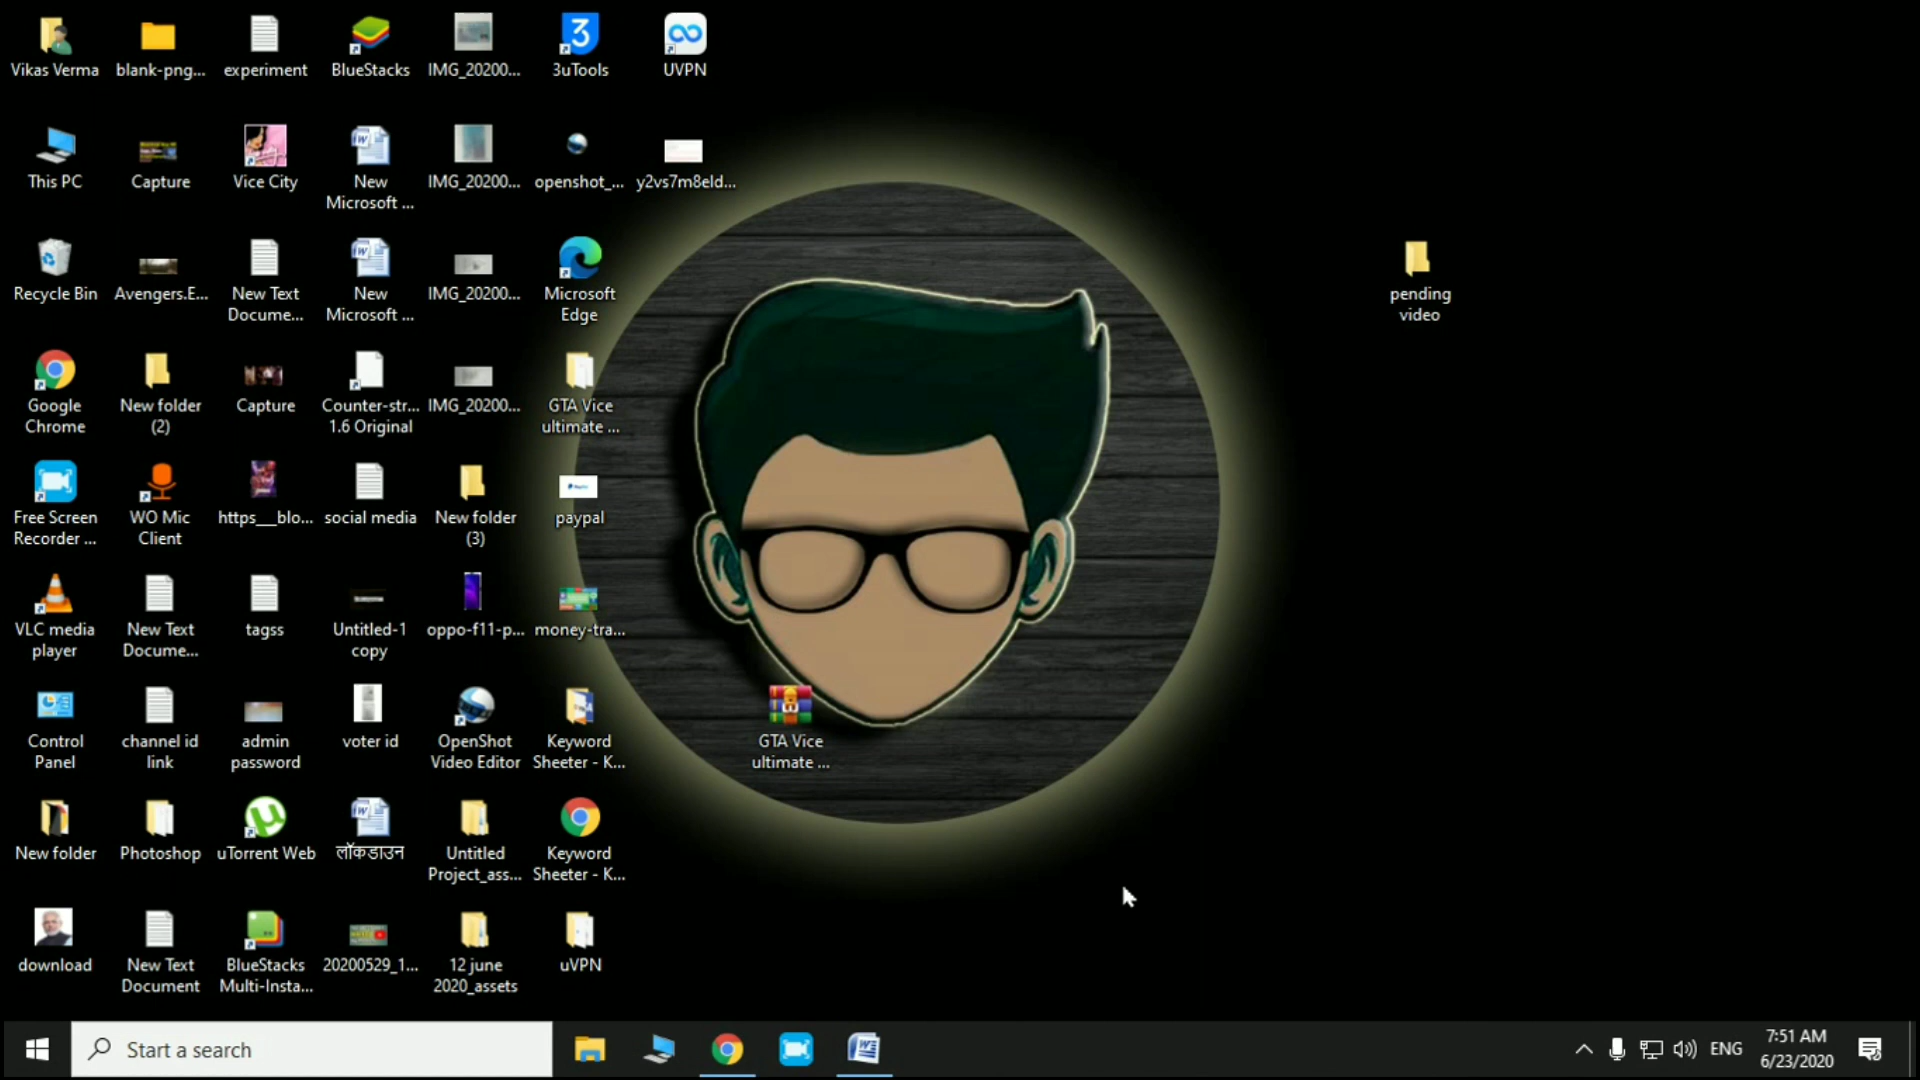 Vikas Verma
blank-png...
experiment
BlueStacks
IMG_20200...
3uTools
UVPN
This PC
Capture
Vice City
New
Microsoft ...
IMG_20200...
openshot_...
y2vs7m8eld...
Recycle Bin
Avengers.E...
New Text
Docume...
New
Microsoft ...
IMG_20200...
Microsoft
Edge
pending
video
Google
Chrome
New folder
(2)
Capture
Counter-str...
1.6 Original
IMG_20200...
GTA Vice
ultimate ...
Free Screen
Recorder ...
WO Mic
Client
https___blo...
social media
New folder
(3)
paypal
VLC media
player
New Text
Docume...
tagss
Untitled-1
copy
oppo-f11-p...
money-tra...
Control
Panel
channel id
link
admin
password
voter id
OpenShot
Video Editor
Keyword
Sheeter - K...
GTA Vice
ultimate ...
New folder
Photoshop
uTorrent Web
लॉकडाउन
Untitled
Project_ass...
Keyword
Sheeter - K...
download
New Text
Document
BlueStacks
Multi-Insta...
20200529_1...
12 june
2020_assets
uVPN
Start a search
ENG
7:51 AM
6/23/2020